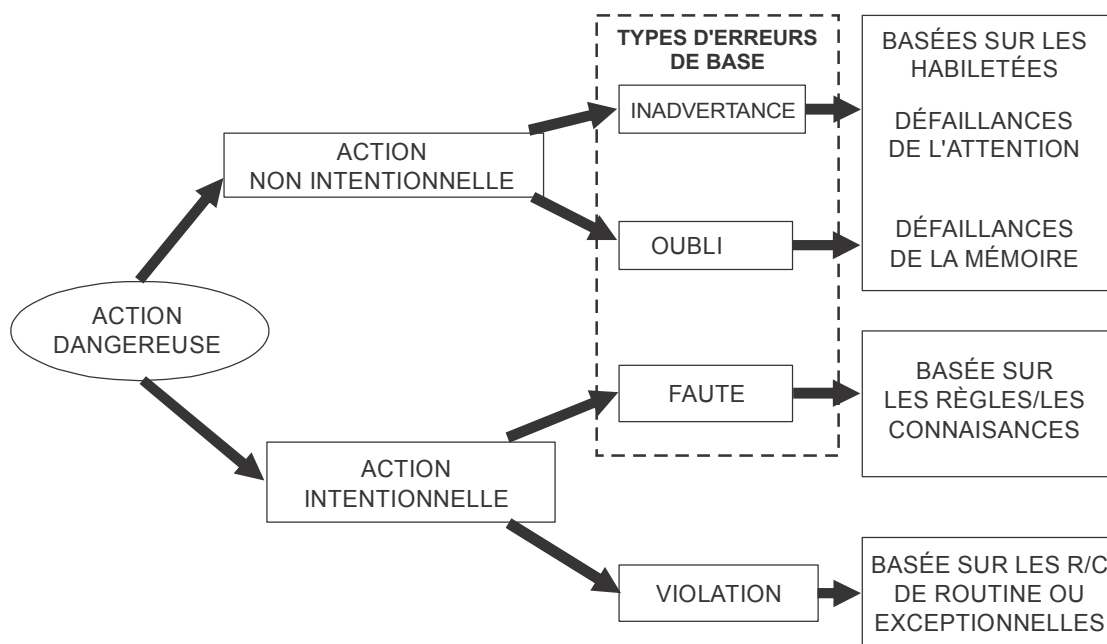 TYPES D'ERREURS
DE BASE
BASÉES SUR LES
HABILETÉES
INADVERTANCE
DÉFAILLANCES
DE L'ATTENTION
ACTION
NON INTENTIONNELLE
OUBLI
DÉFAILLANCES
DE LA MÉMOIRE
ACTION
DANGEREUSE
FAUTE
BASÉE SUR
LES RÈGLES/LES
CONNAISANCES
ACTION
INTENTIONNELLE
VIOLATION
BASÉE SUR LES R/C
DE ROUTINE OU
EXCEPTIONNELLES